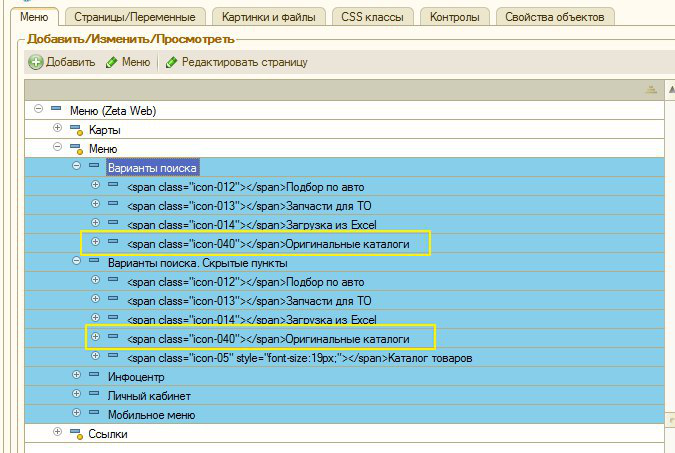 Меню Страницы/Переменные Картинки и файлы CSS классы Контролы Свойства объектов
Добавить/Изменить/Просмотреть
Добавить Меню Редактировать страницу
Меню (Zeta Web)
Карты
Меню
Варианты поиска
<span class="icon-012"></span>Подбор по авто
<span class="icon-013"></span>Запчасти для ТО
<span class="icon-014"></span>Загрузка из Excel
<span class="icon-040"></span>Оригинальные каталоги
Варианты поиска. Скрытые пункты
<span class="icon-012"></span>Подбор по авто
<span class="icon-013"></span>Запчасти для ТО
<span class="icon-014"></span>Загрузка из Excel
<span class="icon-040"></span>Оригинальные каталоги
<span class="icon-05" style="font-size:19px;"></span>Каталог товаров
Инфоцентр
Личный кабинет
Мобильное меню
Ссылки